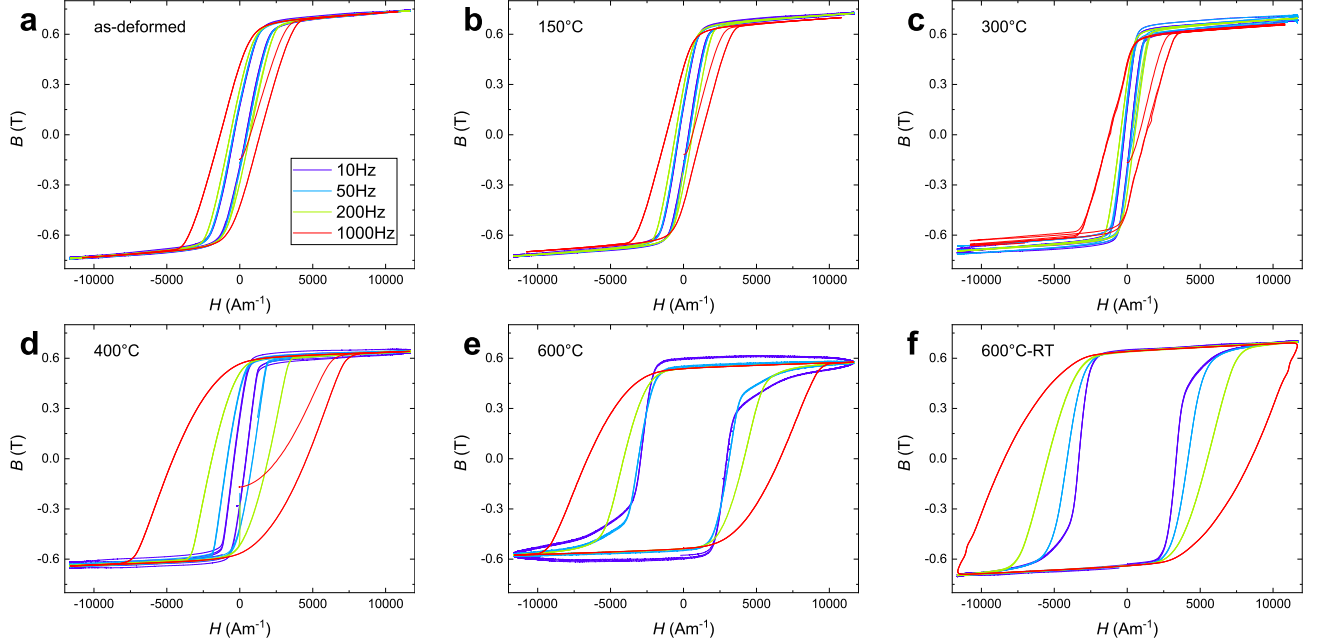 a
as-deformed
0.6
0.3
0.0
-0.3
-0.6
B (T)
10Hz
50Hz
200Hz
1000Hz
-10000 -5000 0 5000 10000
H (Am⁻¹)
b
150°C
0.6
0.3
0.0
-0.3
-0.6
B (T)
-10000 -5000 0 5000 10000
H (Am⁻¹)
c
300°C
0.6
0.3
0.0
-0.3
-0.6
B (T)
-10000 -5000 0 5000 10000
H (Am⁻¹)
d
400°C
0.6
0.3
0.0
-0.3
-0.6
B (T)
-10000 -5000 0 5000 10000
H (Am⁻¹)
e
600°C
0.6
0.3
0.0
-0.3
-0.6
B (T)
-10000 -5000 0 5000 10000
H (Am⁻¹)
f
600°C-RT
0.6
0.3
0.0
-0.3
-0.6
B (T)
-10000 -5000 0 5000 10000
H (Am⁻¹)